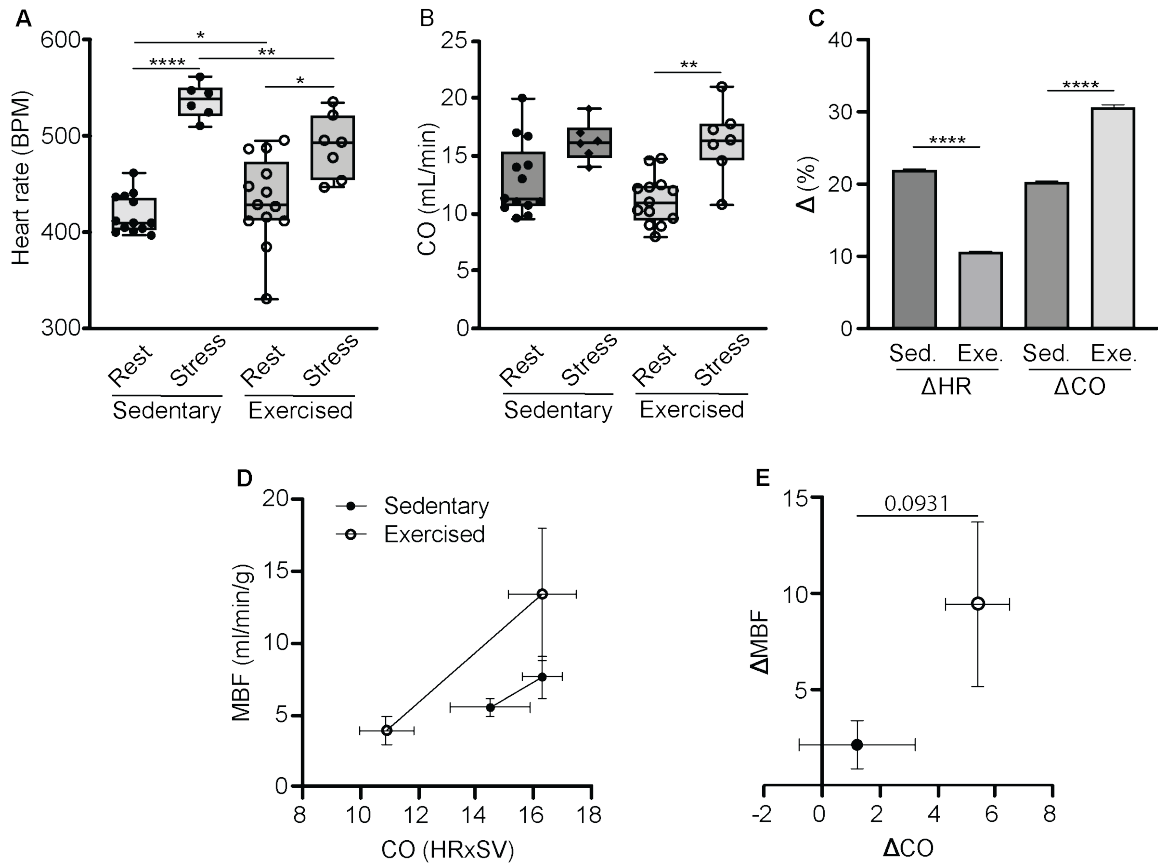 A
Heart rate (BPM)
600
500
400
300
*
**
****
*
Rest
Stress
Rest
Stress
Sedentary
Exercised
B
CO (mL/min)
25
20
15
10
5
0
**
Rest
Stress
Rest
Stress
Sedentary
Exercised
C
Δ (%)
40
30
20
10
0
****
****
Sed. Exe. Sed. Exe.
ΔHR ΔCO
D
MBF (ml/min/g)
20
15
10
5
0
Sedentary
Exercised
8 10 12 14 16 18
CO (HRxSV)
E
ΔMBF
15
10
5
0.0931
-2 0 2 4 6 8
ΔCO